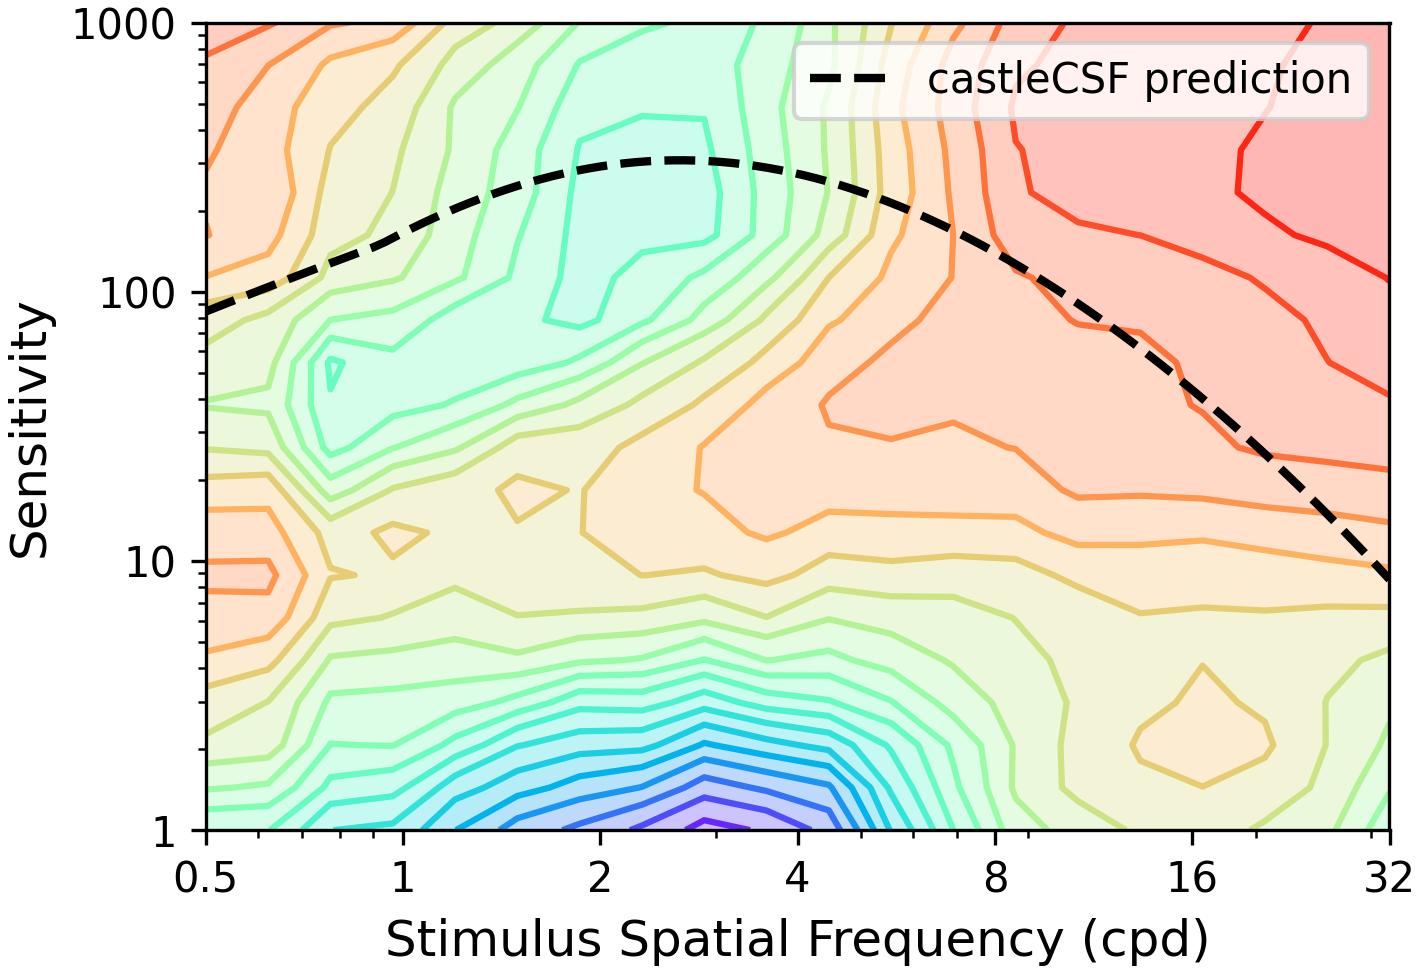 1000
100
10
1
Sensitivity
castleCSF prediction
0.5 1 2 4 8 16 32
Stimulus Spatial Frequency (cpd)